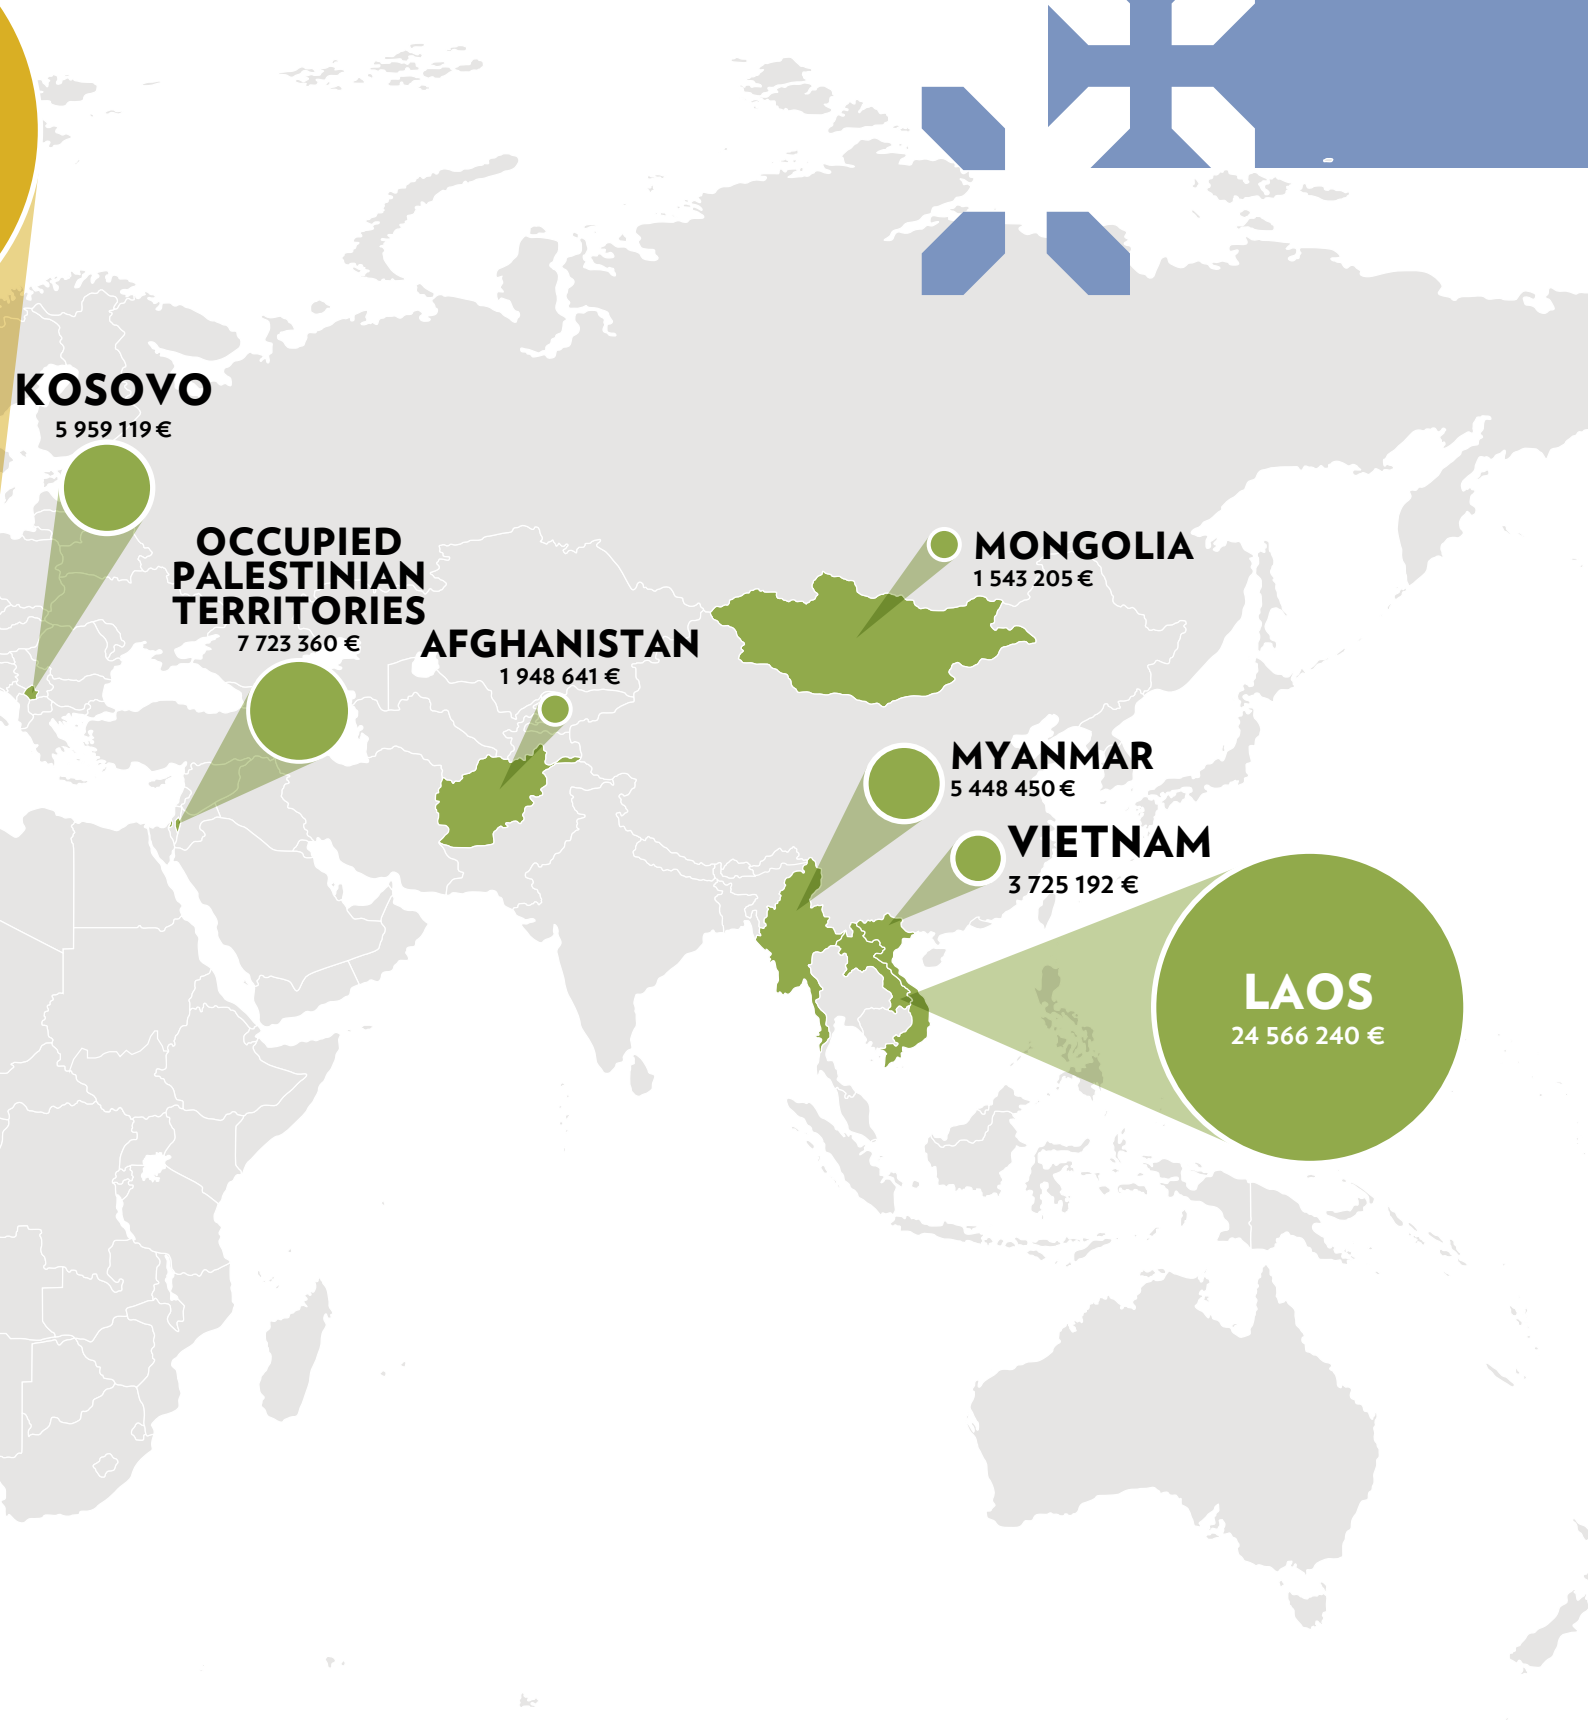 KOSOVO
5 959 119 €
OCCUPIED
PALESTINIAN
TERRITORIES
7 723 360 €
AFGHANISTAN
1 948 641 €
MONGOLIA
1 543 205 €
MYANMAR
5 448 450 €
VIETNAM
3 725 192 €
LAOS
24 566 240 €